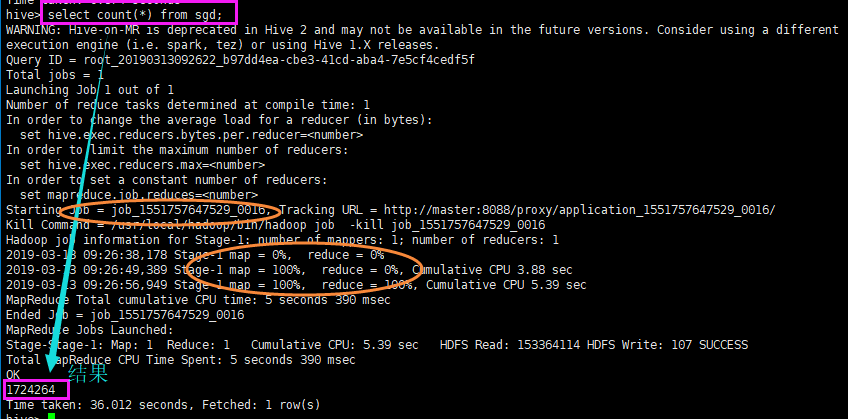 hive> select count(*) from sgd;
WARNING: Hive-on-MR is deprecated in Hive 2 and may not be available in the future versions. Consider using a different
execution engine (i.e. spark, tez) or using Hive 1.X releases.
Query ID = root_20190313092622_b97dd4ea-cbe3-41cd-aba4-7e5cf4cedf5f
Total jobs = 1
Launching Job 1 out of 1
Number of reduce tasks determined at compile time: 1
In order to change the average load for a reducer (in bytes):
  set hive.exec.reducers.bytes.per.reducer=<number>
In order to limit the maximum number of reducers:
  set hive.exec.reducers.max=<number>
In order to set a constant number of reducers:
  set mapreduce.job.reduces=<number>
Starting Job = job_1551757647529_0016, Tracking URL = http://master:8088/proxy/application_1551757647529_0016/
Kill Command = /usr/local/hadoop/bin/hadoop job  -kill job_1551757647529_0016
Hadoop job information for Stage-1: number of mappers: 1; number of reducers: 1
2019-03-13 09:26:38,178 Stage-1 map = 0%,  reduce = 0%
2019-03-13 09:26:49,389 Stage-1 map = 100%,  reduce = 0%, Cumulative CPU 3.88 sec
2019-03-13 09:26:56,949 Stage-1 map = 100%,  reduce = 100%, Cumulative CPU 5.39 sec
MapReduce Total cumulative CPU time: 5 seconds 390 msec
Ended Job = job_1551757647529_0016
MapReduce Jobs Launched:
Stage-Stage-1: Map: 1  Reduce: 1   Cumulative CPU: 5.39 sec   HDFS Read: 153364114 HDFS Write: 107 SUCCESS
Total MapReduce CPU Time Spent: 5 seconds 390 msec
OK
结果
1724264
Time taken: 36.012 seconds, Fetched: 1 row(s)
hive>